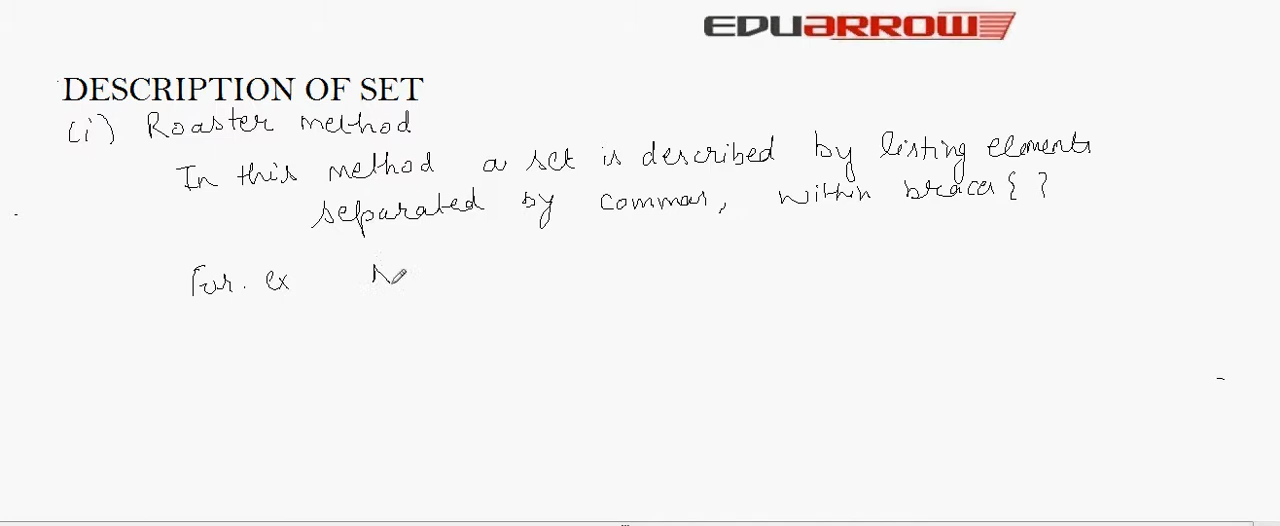 EDUARROW
DESCRIPTION OF SET
(i) Roaster method
In this method a set is described by listing elements
separated by commas, within braces { }
For. ex N